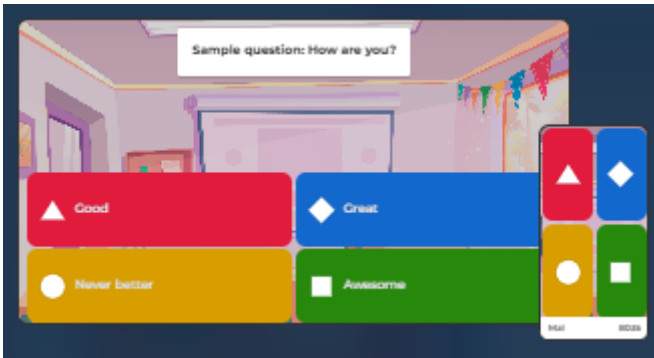 Sample question: How are you?
Good
Great
Never better
Awesome